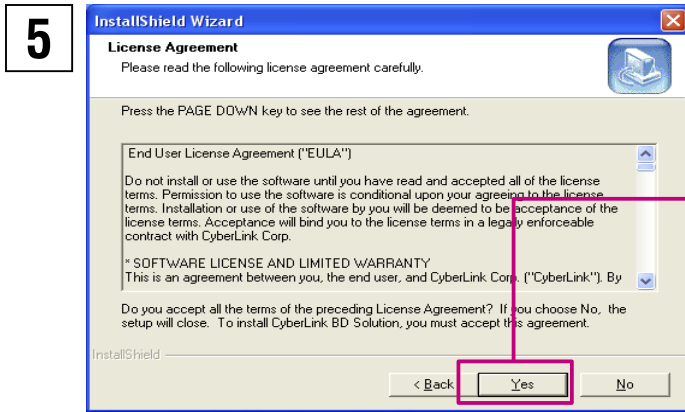 5
InstallShield Wizard
License Agreement
Please read the following license agreement carefully.
Press the PAGE DOWN key to see the rest of the agreement.
End User License Agreement ("EULA")
Do not install or use the software until you have read and accepted all of the license
terms. Permission to use the software is conditional upon your agreeing to the license
terms. Installation or use of the software by you will be deemed to be acceptance of the
license terms. Acceptance will bind you to the license terms in a legally enforceable
contract with CyberLink Corp.
* SOFTWARE LICENSE AND LIMITED WARRANTY
This is an agreement between you, the end user, and CyberLink Corp. ("CyberLink"). By
Do you accept all the terms of the preceding License Agreement? If you choose No, the
setup will close. To install CyberLink BD Solution, you must accept this agreement.
InstallShield
< Back Yes No